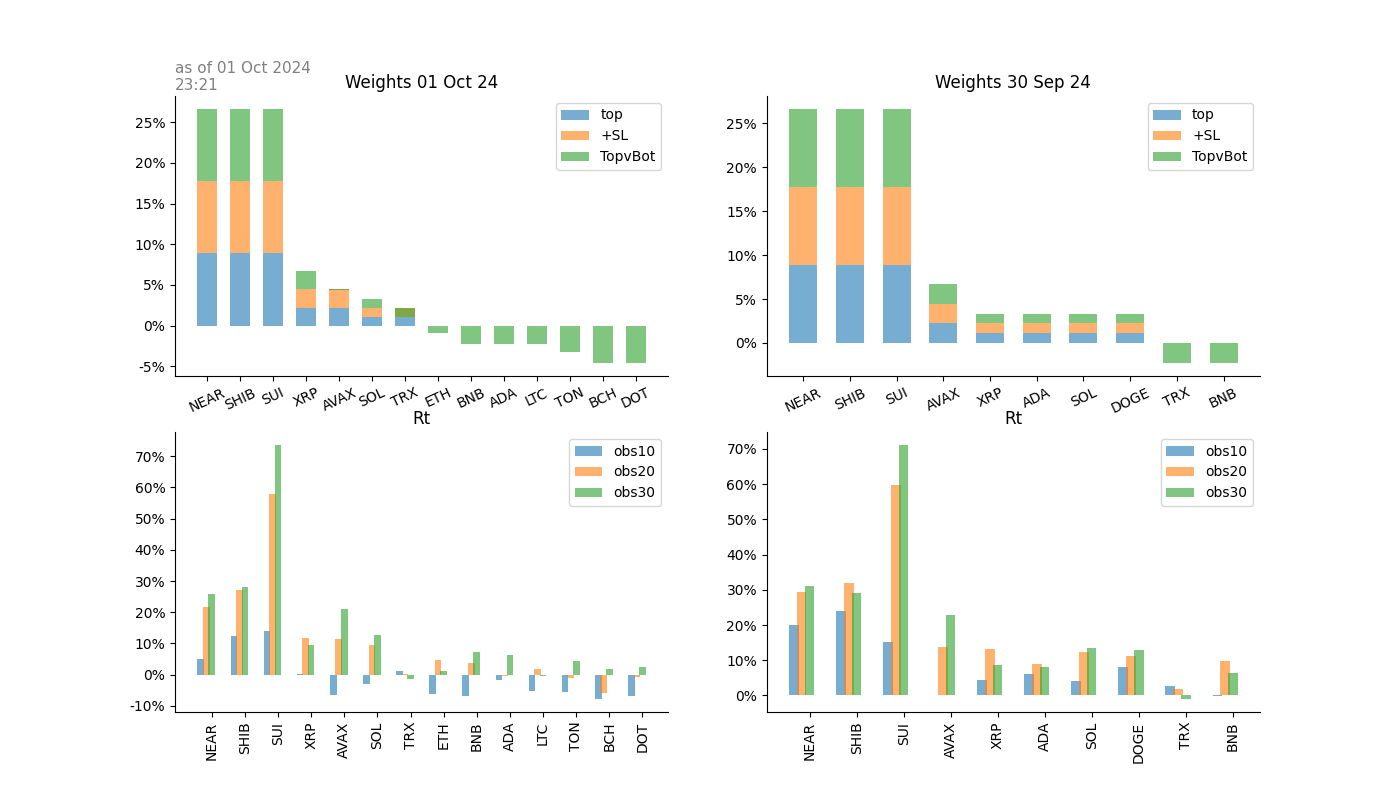 as of 01 Oct 2024
23:21
Weights 01 Oct 24
25%
20%
15%
10%
5%
0%
-5%
top
+SL
TopvBot
NEAR SHIB SUI XRP AVAX SOL TRX ETH BNB ADA LTC TON BCH DOT
Weights 30 Sep 24
25%
20%
15%
10%
5%
0%
top
+SL
TopvBot
NEAR SHIB SUI AVAX XRP ADA SOL DOGE TRX BNB
Rt
70%
60%
50%
40%
30%
20%
10%
0%
-10%
obs10
obs20
obs30
NEAR SHIB SUI XRP AVAX SOL TRX ETH BNB ADA LTC TON BCH DOT
Rt
70%
60%
50%
40%
30%
20%
10%
0%
obs10
obs20
obs30
NEAR SHIB SUI AVAX XRP ADA SOL DOGE TRX BNB